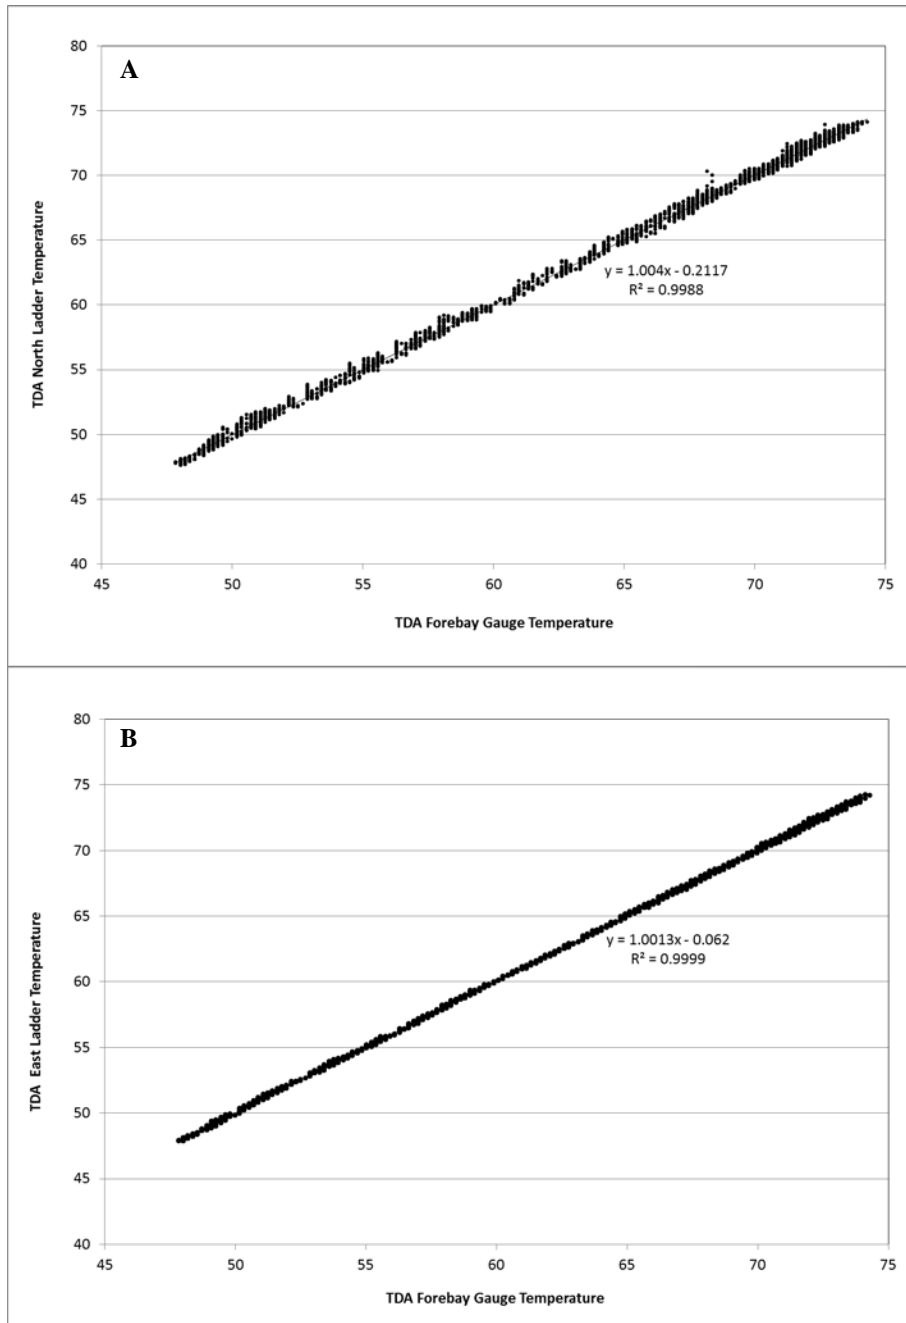 A
80
75
70
65
60
55
50
45
40
TDA North Ladder Temperature
y = 1.004x - 0.2117
R² = 0.9988
45 50 55 60 65 70 75
TDA Forebay Gauge Temperature
B
80
75
70
65
60
55
50
45
40
TDA East Ladder Temperature
y = 1.0013x - 0.062
R² = 0.9999
45 50 55 60 65 70 75
TDA Forebay Gauge Temperature